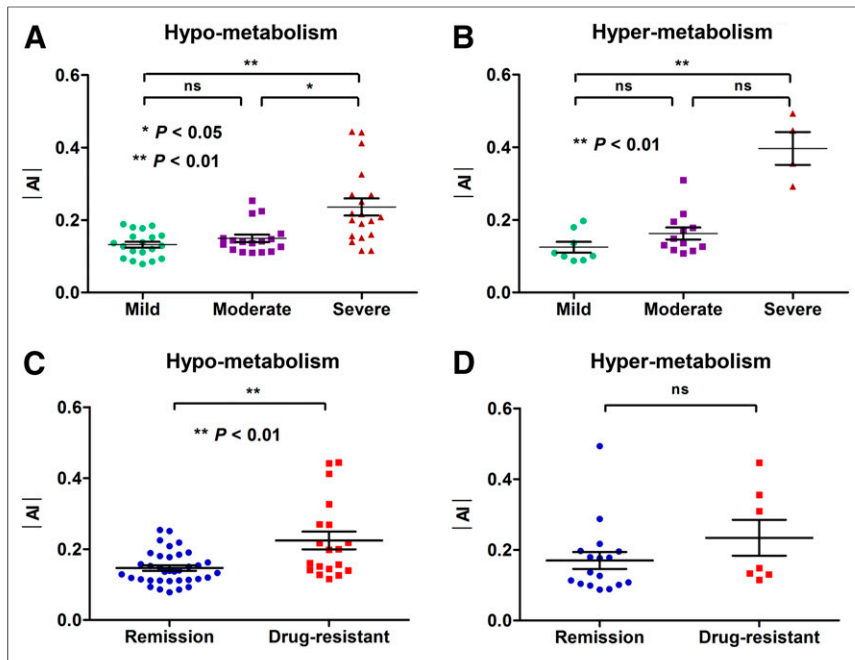 A
Hypo-metabolism
**
ns
*
* P < 0.05
** P < 0.01
| AI |
0.6
0.4
0.2
0.0
Mild
Moderate
Severe
B
Hyper-metabolism
**
ns
ns
** P < 0.01
| AI |
0.6
0.4
0.2
0.0
Mild
Moderate
Severe
C
Hypo-metabolism
**
** P < 0.01
| AI |
0.6
0.4
0.2
0.0
Remission
Drug-resistant
D
Hyper-metabolism
ns
| AI |
0.6
0.4
0.2
0.0
Remission
Drug-resistant